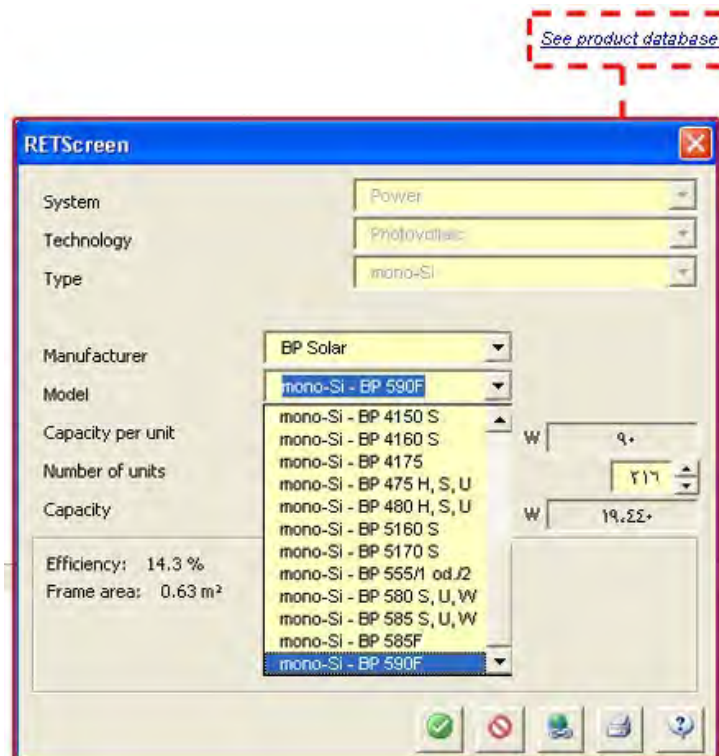 See product database
RETScreen
System Power
Technology Photovoltaic
Type mono-Si
Manufacturer BP Solar
Model mono-Si - BP 590F
mono-Si - BP 4150 S
mono-Si - BP 4160 S
mono-Si - BP 4175
mono-Si - BP 475 H, S, U
mono-Si - BP 480 H, S, U
mono-Si - BP 5160 S
mono-Si - BP 5170 S
mono-Si - BP 555/1 od./2
mono-Si - BP 580 S, U, W
mono-Si - BP 585 S, U, W
mono-Si - BP 585F
mono-Si - BP 590F
Capacity per unit W ٩٠
Number of units ٢١٦
Capacity W ١٩،٤٤٠
Efficiency: 14.3 %
Frame area: 0.63 m²